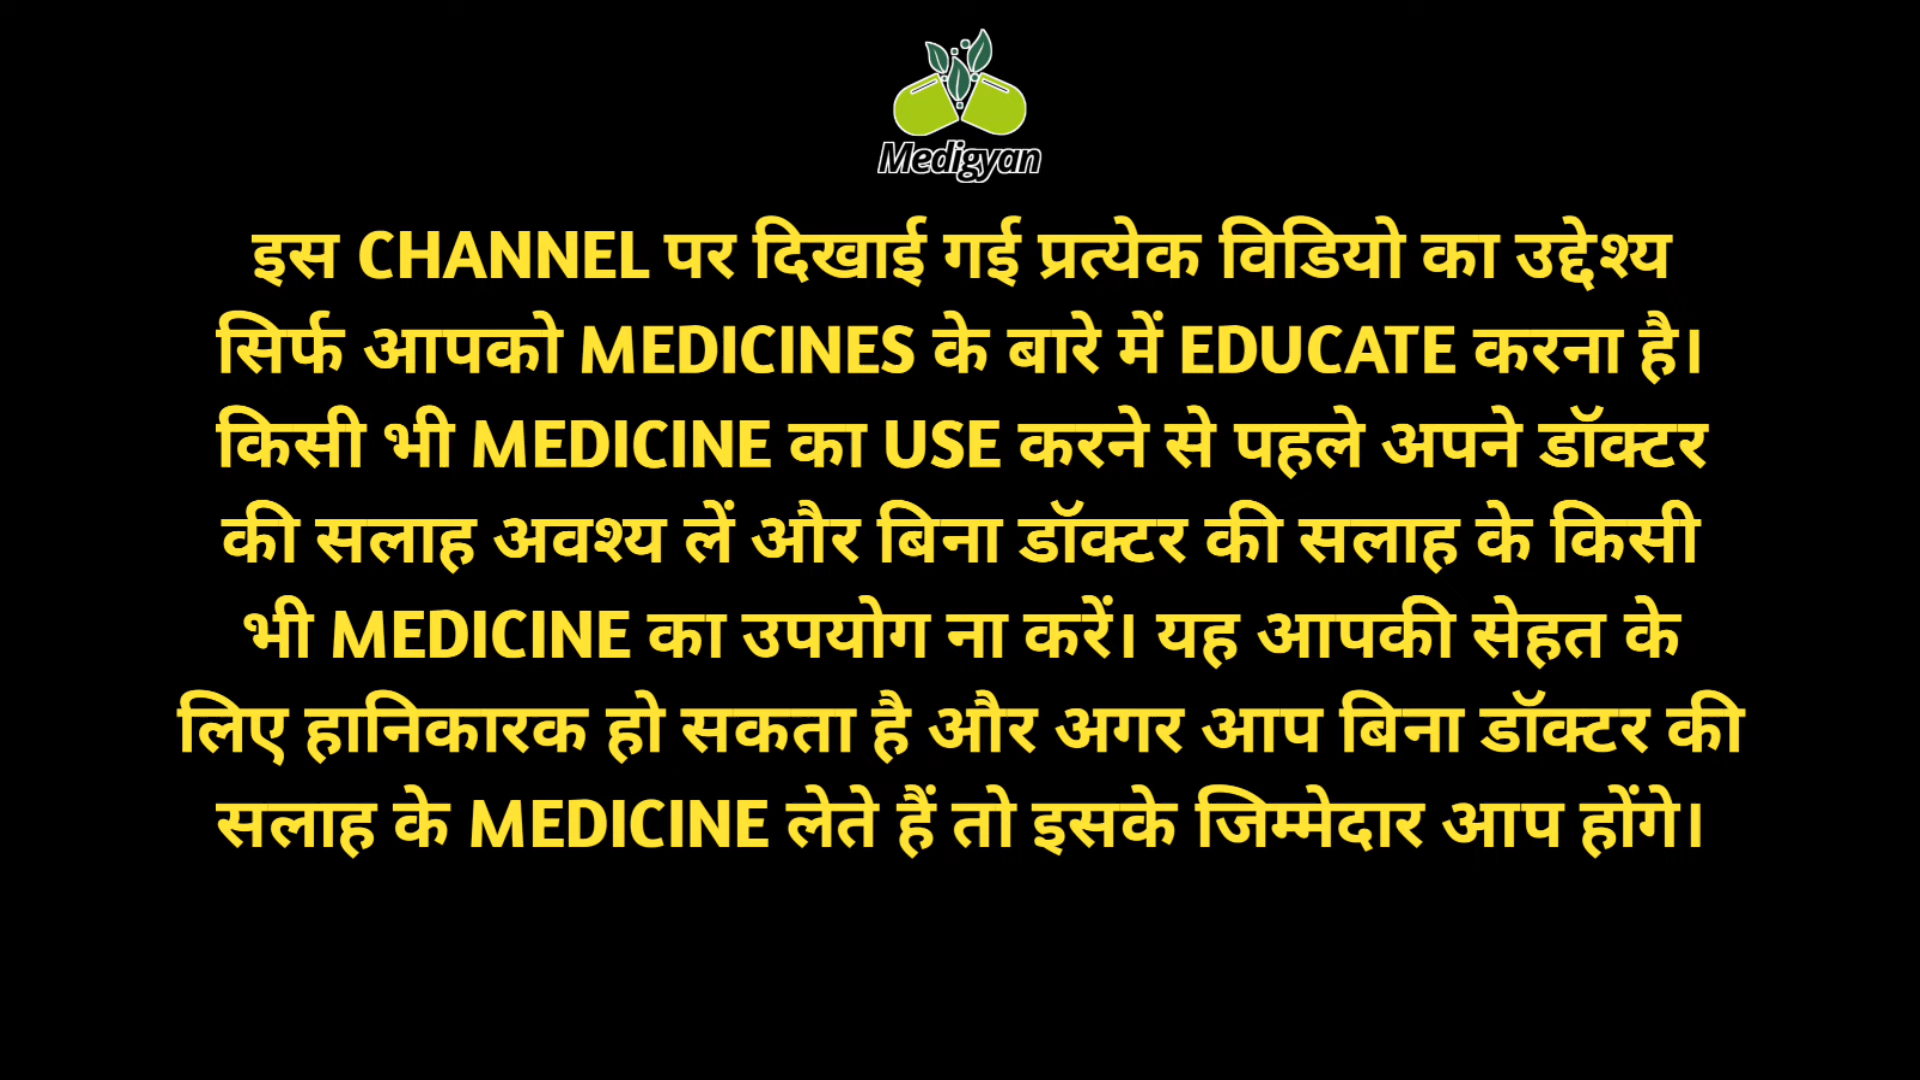 Medigyan
इस CHANNEL पर दिखाई गई प्रत्येक विडियो का उद्देश्य
सिर्फ आपको MEDICINES के बारे में EDUCATE करना है।
किसी भी MEDICINE का USE करने से पहले अपने डॉक्टर
की सलाह अवश्य लें और बिना डॉक्टर की सलाह के किसी
भी MEDICINE का उपयोग ना करें। यह आपकी सेहत के
लिए हानिकारक हो सकता है और अगर आप बिना डॉक्टर की
सलाह के MEDICINE लेते हैं तो इसके जिम्मेदार आप होंगे।